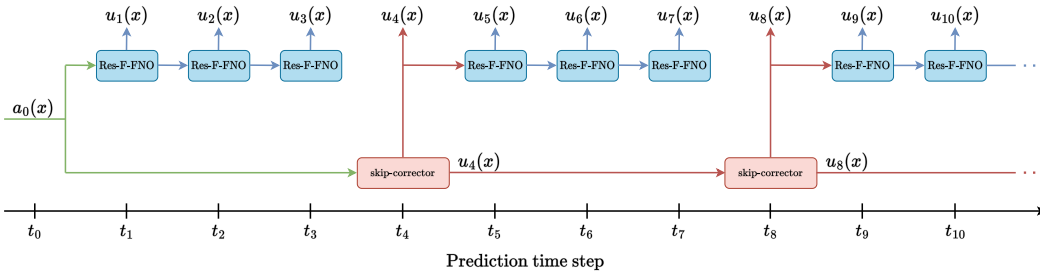 u₁(x) u₂(x) u₃(x) u₄(x) u₅(x) u₆(x) u₇(x) u₈(x) u₉(x) u₁₀(x)
Res-F-FNO Res-F-FNO Res-F-FNO Res-F-FNO Res-F-FNO Res-F-FNO Res-F-FNO Res-F-FNO
a₀(x)
skip-corrector u₄(x) skip-corrector u₈(x)
t₀ t₁ t₂ t₃ t₄ t₅ t₆ t₇ t₈ t₉ t₁₀
Prediction time step